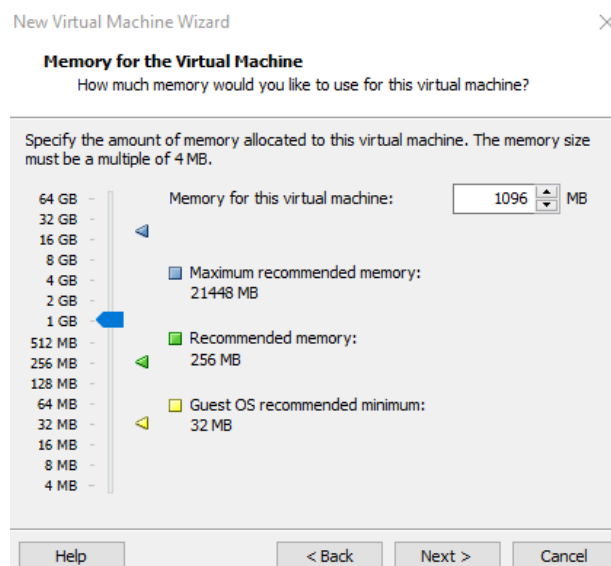 New Virtual Machine Wizard
Memory for the Virtual Machine
How much memory would you like to use for this virtual machine?
Specify the amount of memory allocated to this virtual machine. The memory size
must be a multiple of 4 MB.
Memory for this virtual machine: 1096 MB
64 GB
32 GB
16 GB
8 GB
4 GB
2 GB
1 GB
512 MB
256 MB
128 MB
64 MB
32 MB
16 MB
8 MB
4 MB
Maximum recommended memory:
21448 MB
Recommended memory:
256 MB
Guest OS recommended minimum:
32 MB
Help
< Back
Next >
Cancel